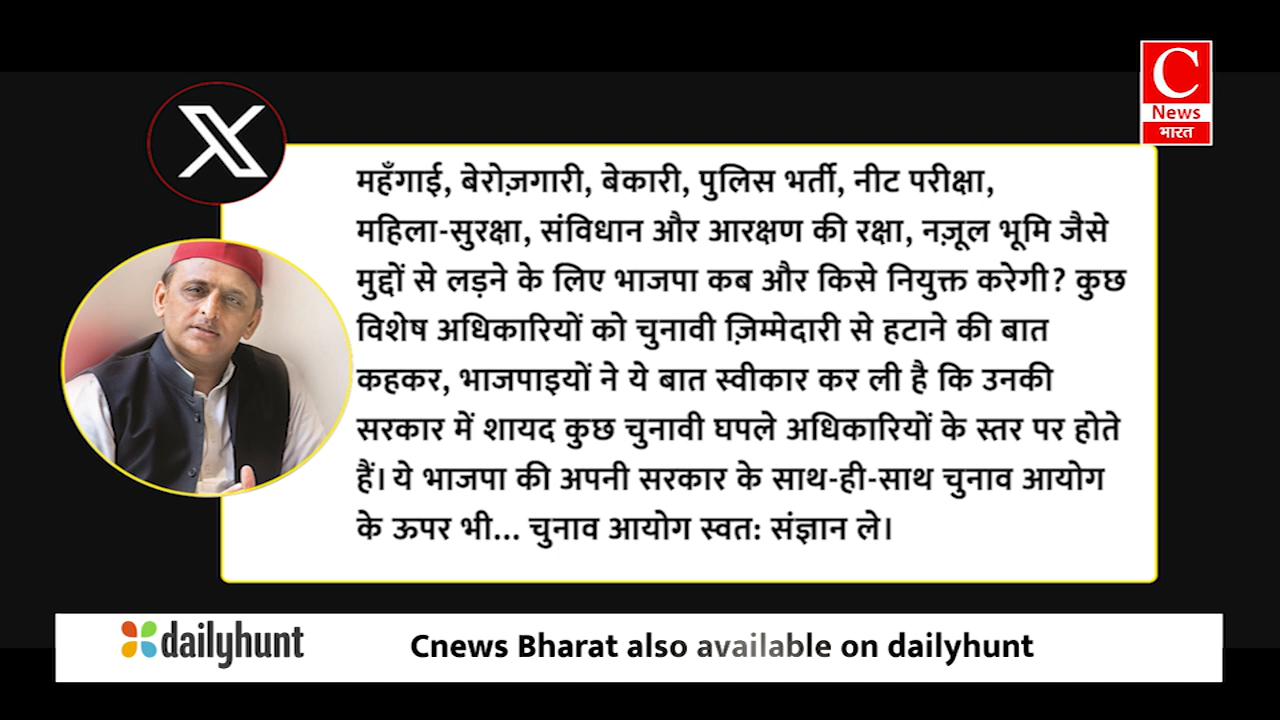 C
News
भारत
महँगाई, बेरोज़गारी, बेकारी, पुलिस भर्ती, नीट परीक्षा,
महिला-सुरक्षा, संविधान और आरक्षण की रक्षा, नज़ूल भूमि जैसे
मुद्दों से लड़ने के लिए भाजपा कब और किसे नियुक्त करेगी? कुछ
विशेष अधिकारियों को चुनावी ज़िम्मेदारी से हटाने की बात
कहकर, भाजपाइयों ने ये बात स्वीकार कर ली है कि उनकी
सरकार में शायद कुछ चुनावी घपले अधिकारियों के स्तर पर होते
हैं। ये भाजपा की अपनी सरकार के साथ-ही-साथ चुनाव आयोग
के ऊपर भी... चुनाव आयोग स्वत: संज्ञान ले।
dailyhunt
Cnews Bharat also available on dailyhunt